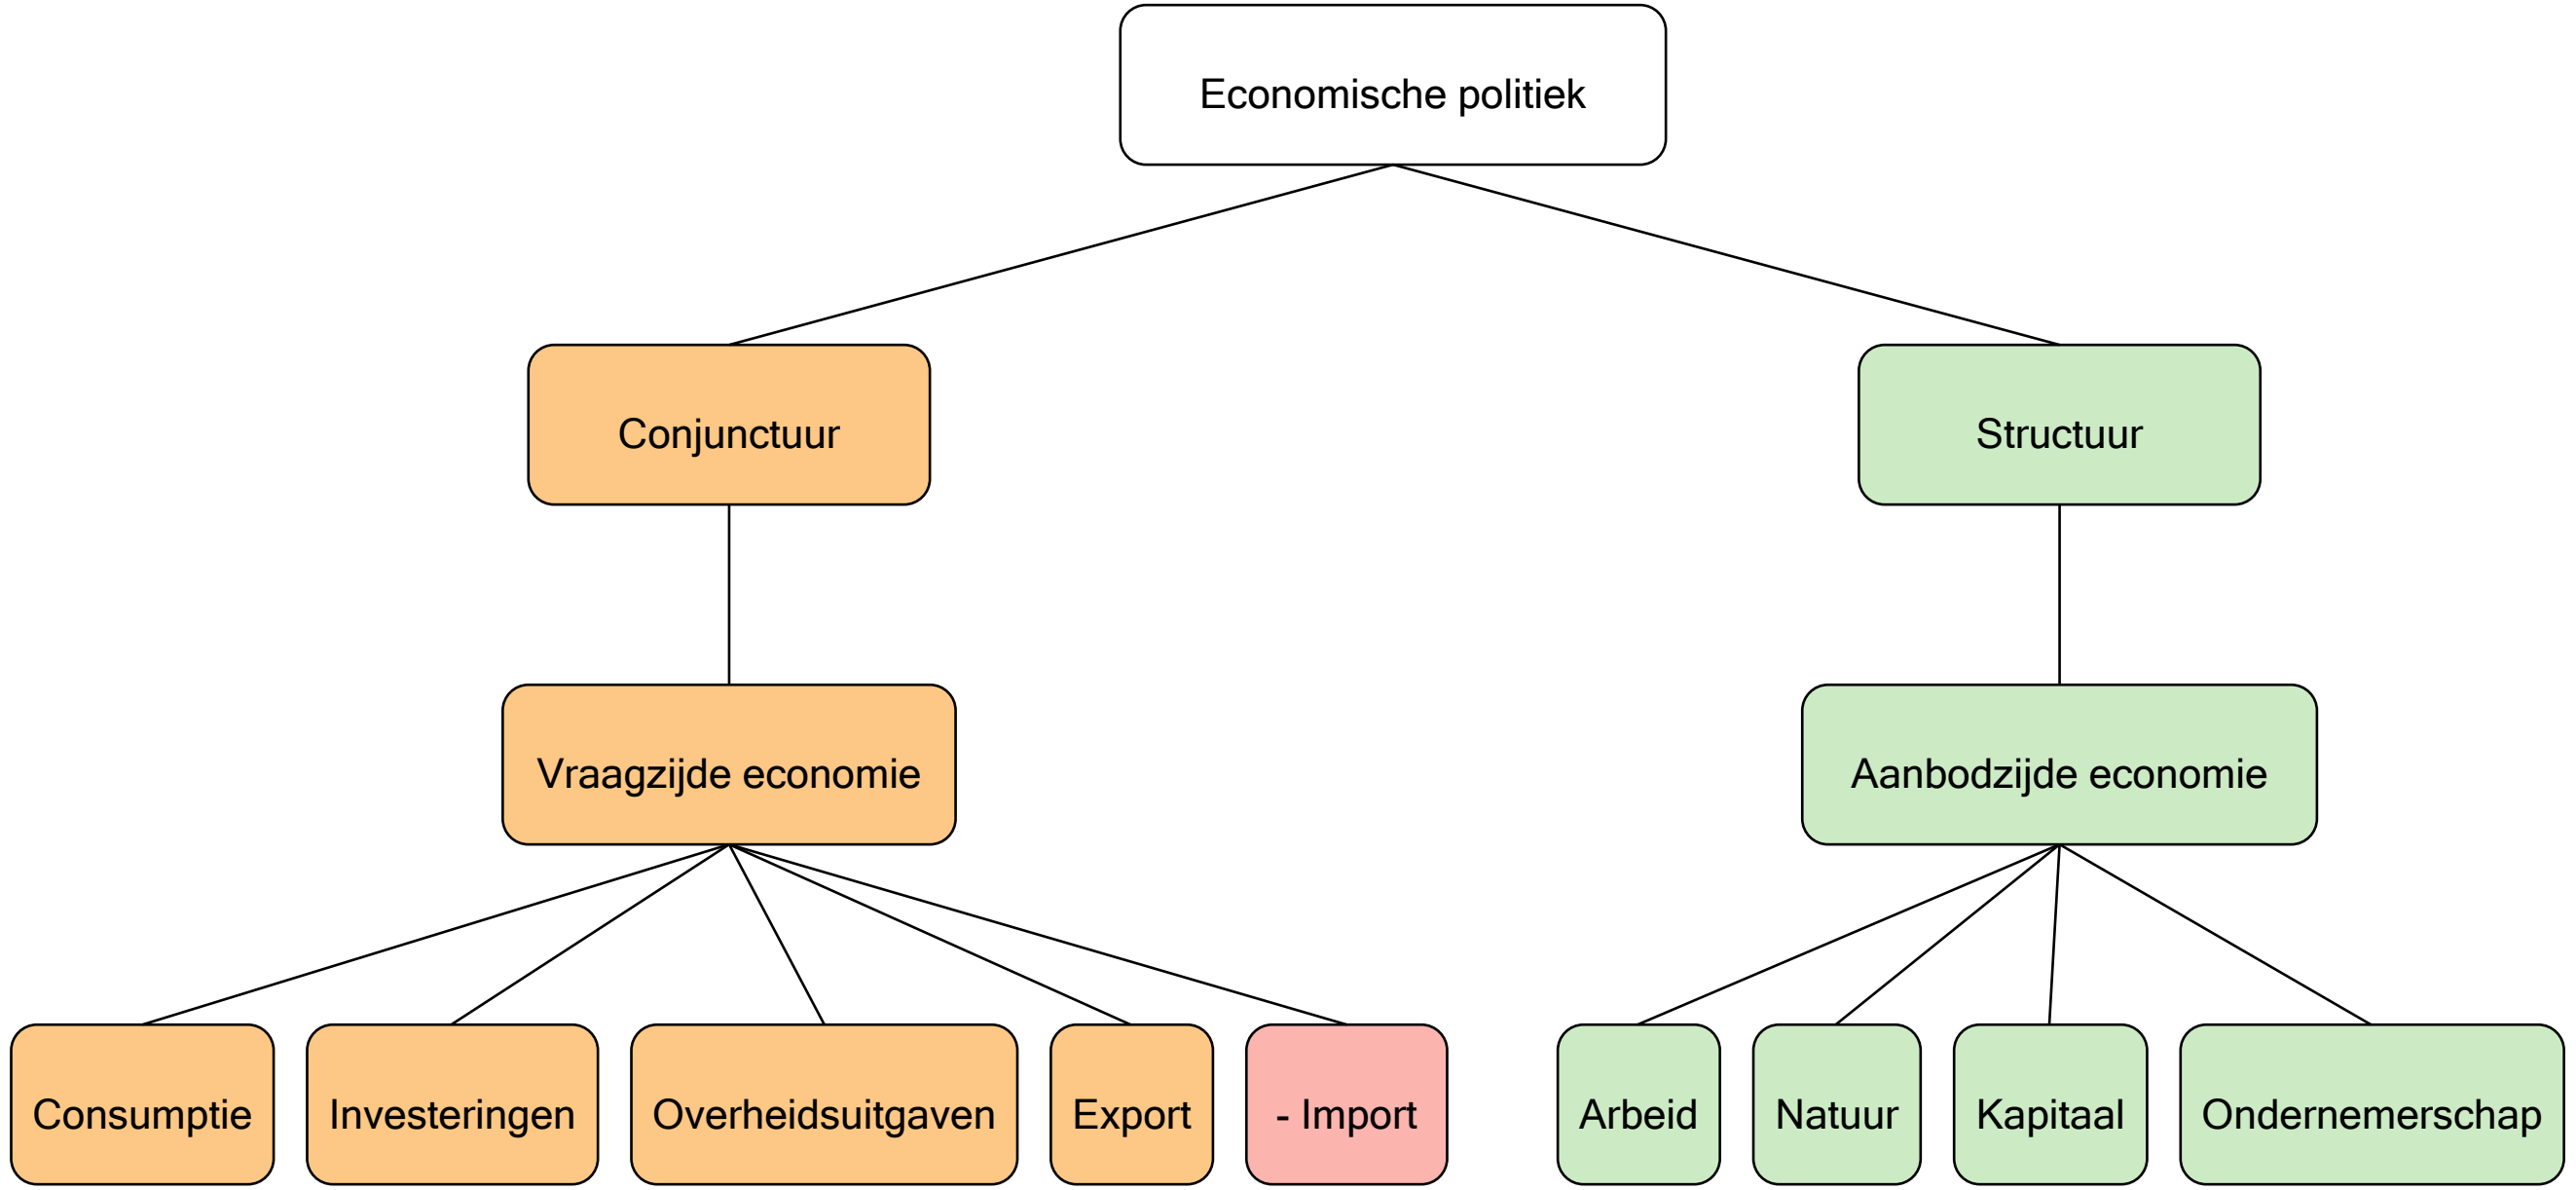 Economische politiek
Conjunctuur
Structuur
Vraagzijde economie
Aanbodzijde economie
Consumptie
Investeringen
Overheidsuitgaven
Export
- Import
Arbeid
Natuur
Kapitaal
Ondernemerschap